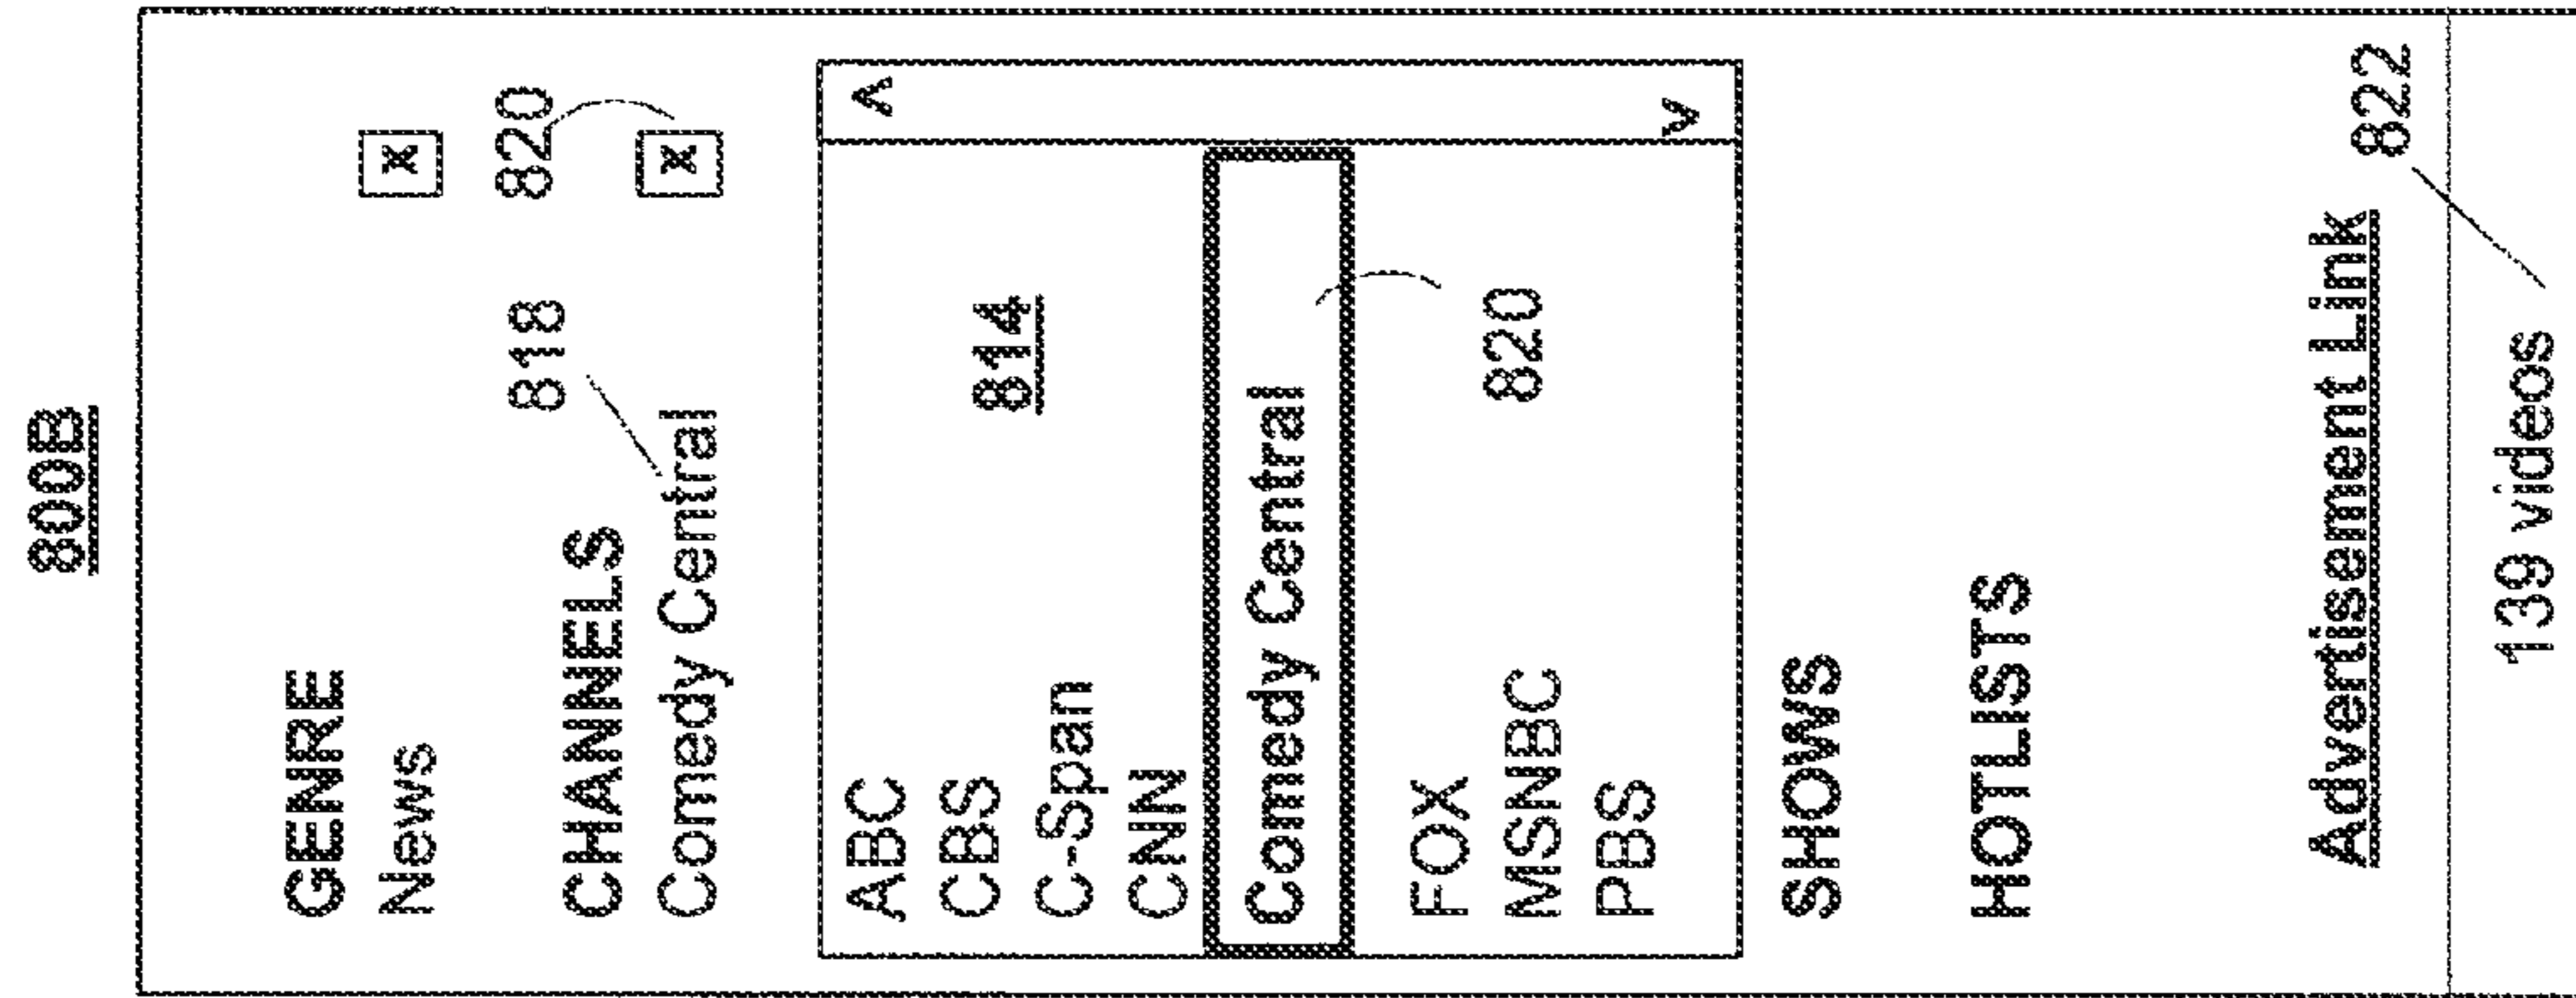 800B
GENRE
News x
818 820
CHANNELS
Comedy Central x
ABC ^
CBS
814
C-Span
CNN
Comedy Central
FOX
820
MSNBC
PBS v
SHOWS
HOTLISTS
Advertisement Link
822
139 videos